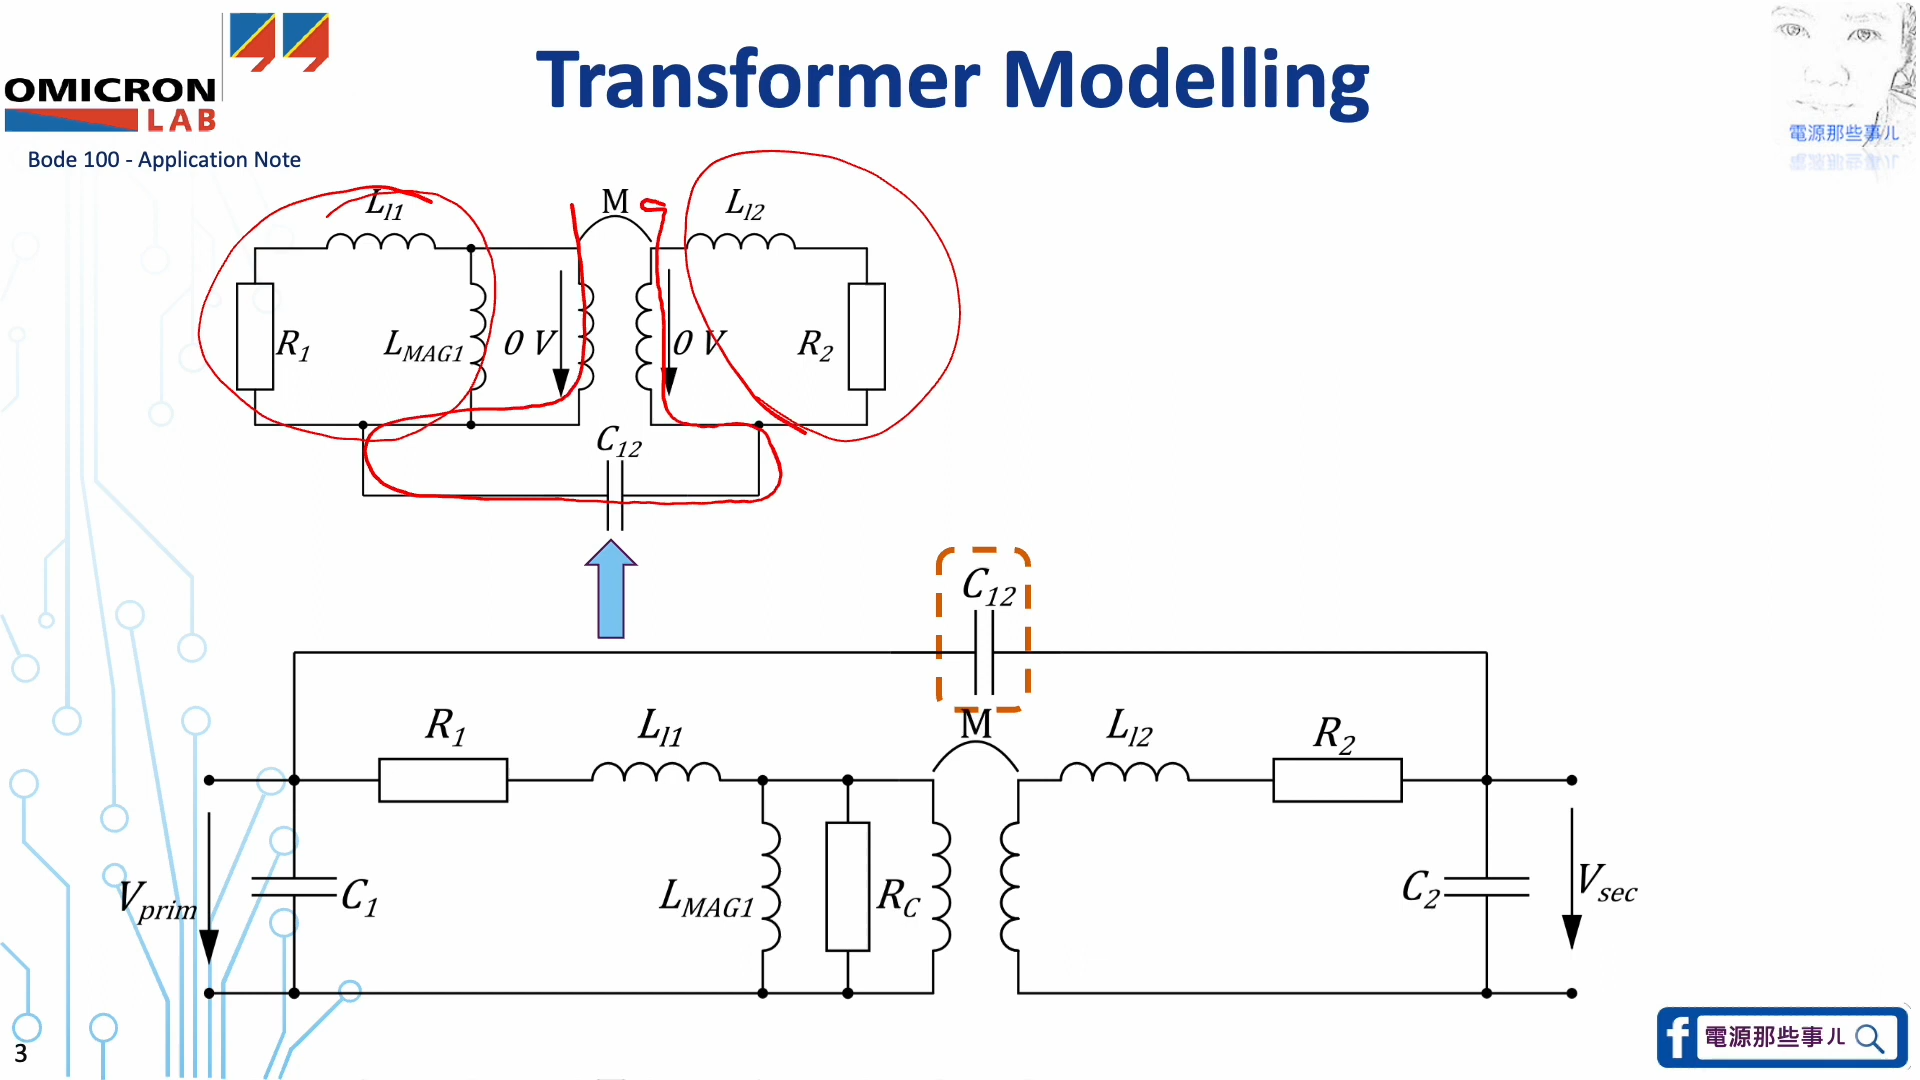 OMICRON
LAB
Bode 100 - Application Note
Transformer Modelling
電源那些事儿
L_l1
M
L_l2
R_1
L_MAG1
0 V
0 V
R_2
C_12
C_12
R_1
L_l1
M
L_l2
R_2
V_prim
C_1
L_MAG1
R_C
C_2
V_sec
3
f
電源那些事儿